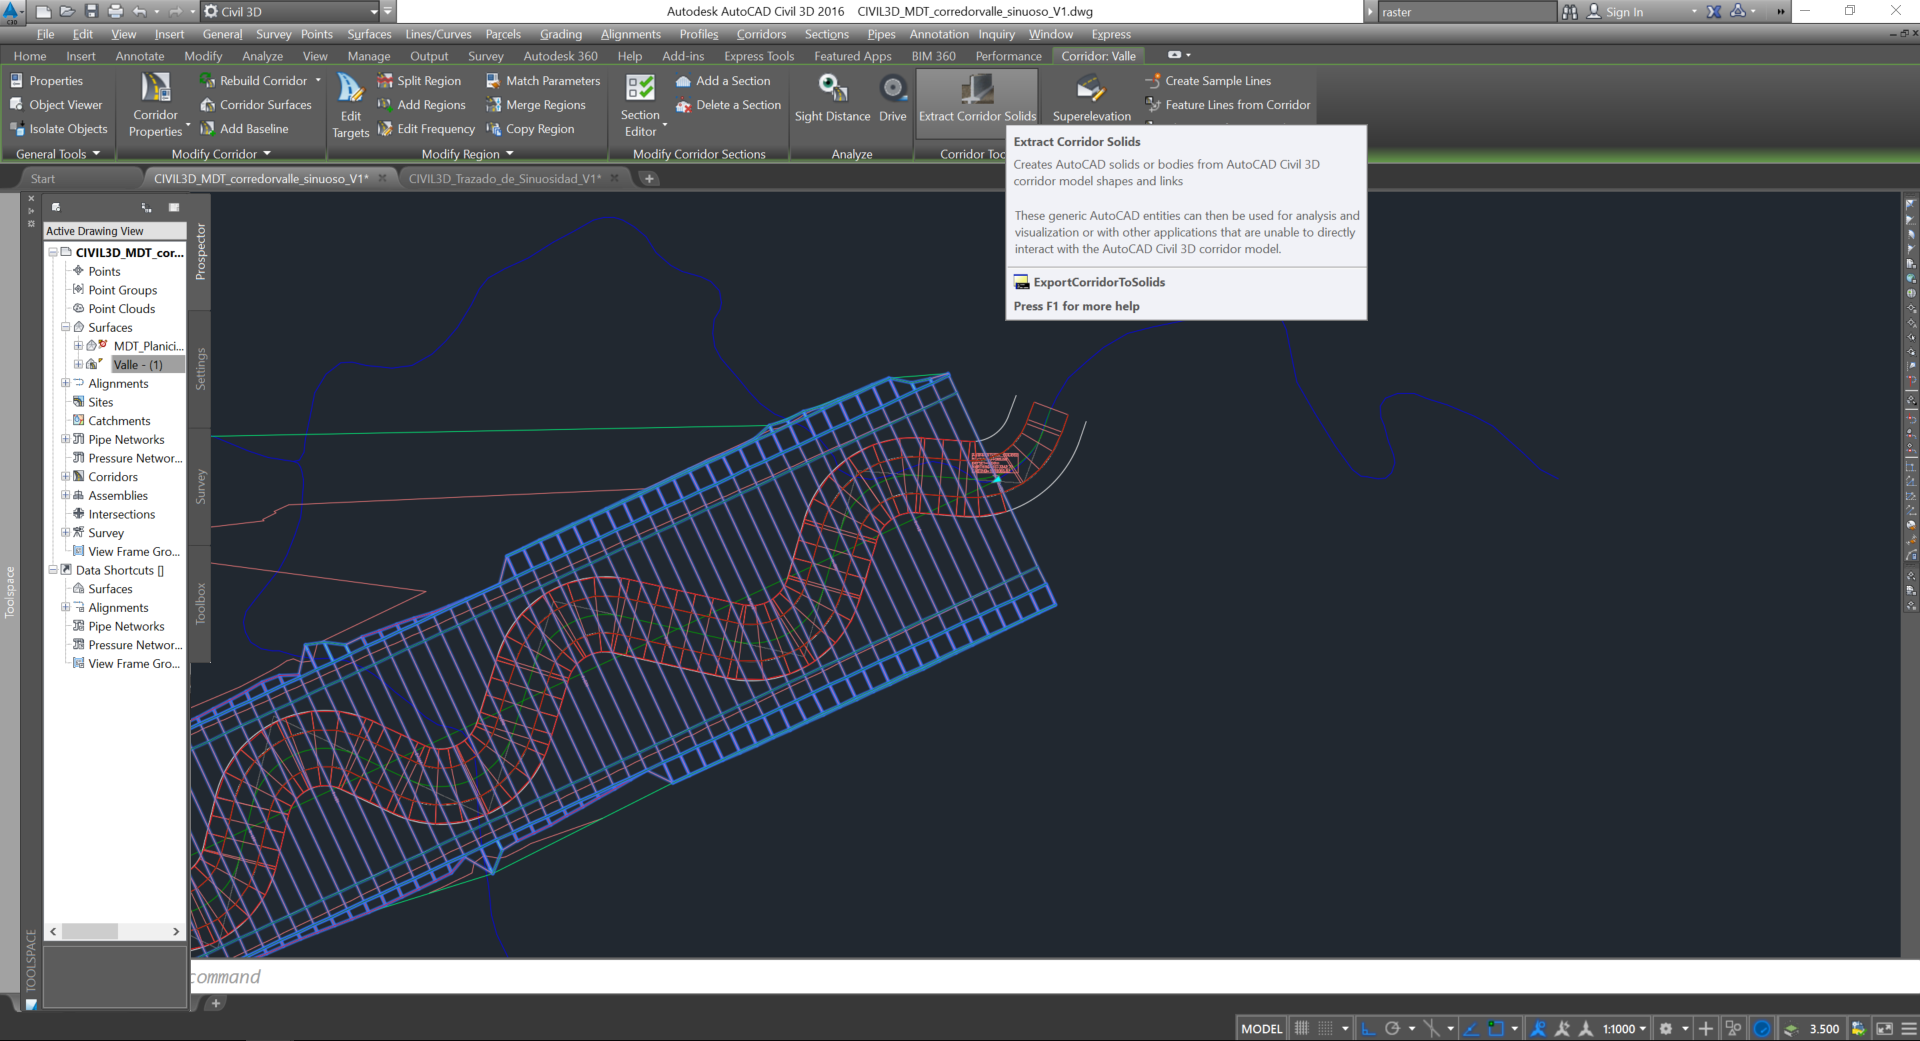 Civil 3D
Autodesk AutoCAD Civil 3D 2016 CIVIL3D_MDT_corredorvalle_sinuoso_V1.dwg
raster
Sign In
C3D
File Edit View Insert General Survey Points Surfaces Lines/Curves Parcels Grading Alignments Profiles Corridors Sections Pipes Annotation Inquiry Window Express
Home Insert Annotate Modify Analyze View Manage Output Survey Autodesk 360 Help Add-ins Express Tools Featured Apps BIM 360 Performance Corridor: Valle
Properties
Object Viewer
Isolate Objects
General Tools
Corridor
Properties
Rebuild Corridor
Corridor Surfaces
Add Baseline
Modify Corridor
Edit
Targets
Split Region
Add Regions
Edit Frequency
Match Parameters
Merge Regions
Copy Region
Modify Region
Section
Editor
Add a Section
Delete a Section
Modify Corridor Sections
Sight Distance
Drive
Analyze
Extract Corridor Solids
Superelevation
Create Sample Lines
Feature Lines from Corridor
Corridor Too
Extract Corridor Solids
Creates AutoCAD solids or bodies from AutoCAD Civil 3D
corridor model shapes and links
These generic AutoCAD entities can then be used for analysis and
visualization or with other applications that are unable to directly
interact with the AutoCAD Civil 3D corridor model.
ExportCorridorToSolids
Press F1 for more help
Start
CIVIL3D_MDT_corredorvalle_sinuoso_V1*
CIVIL3D_Trazado_de_Sinuosidad_V1*
Active Drawing View
CIVIL3D_MDT_cor...
Points
Point Groups
Point Clouds
Surfaces
MDT_Planici...
Valle - (1)
Alignments
Sites
Catchments
Pipe Networks
Pressure Networ...
Corridors
Assemblies
Intersections
Survey
View Frame Gro...
Data Shortcuts []
Surfaces
Alignments
Pipe Networks
Pressure Networ...
View Frame Gro...
Prospector
Settings
Survey
Toolbox
Toolspace
TOOLSPACE
command
MODEL
1:1000
3.500